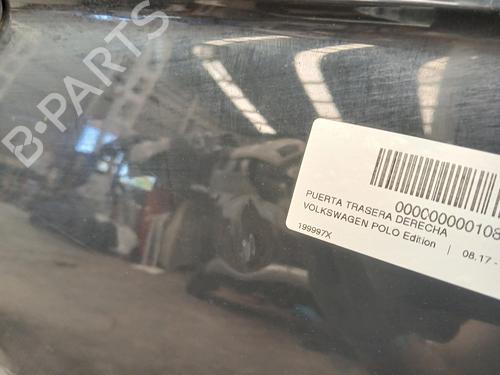 B-PARTS
000000000108
PUERTA TRASERA DERECHA
VOLKSWAGEN POLO Edition | 08.17 -
199997X